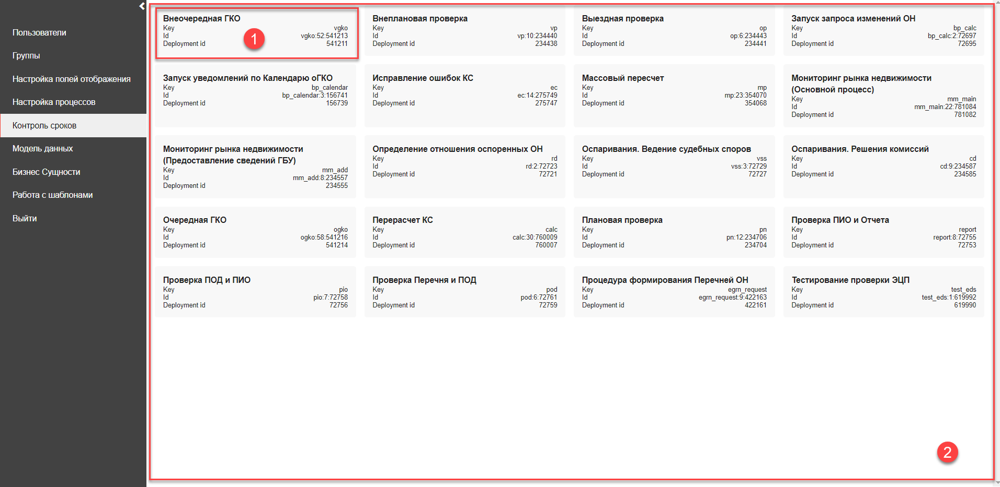 Пользователи
Группы
Настройка полей отображения
Настройка процессов
Контроль сроков
Модель данных
Бизнес Сущности
Работа с шаблонами
Выйти
Внеочередная ГКО
Key vgko
Id vgko:52:541213
Deployment id 541211
1
Внеплановая проверка
Key vp
Id vp:10:234440
Deployment id 234438
Выездная проверка
Key op
Id op:6:234443
Deployment id 234441
Запуск запроса изменений ОН
Key bp_calc
Id bp_calc:2:72697
Deployment id 72695
Запуск уведомлений по Календарю оГКО
Key bp_calendar
Id bp_calendar:3:156741
Deployment id 156739
Исправление ошибок КС
Key ec
Id ec:14:275749
Deployment id 275747
Массовый пересчет
Key mp
Id mp:23:354070
Deployment id 354068
Мониторинг рынка недвижимости
(Основной процесс)
Key mm_main
Id mm_main:22:781084
Deployment id 781082
Мониторинг рынка недвижимости
(Предоставление сведений ГБУ)
Key mm_add
Id mm_add:8:234557
Deployment id 234555
Определение отношения оспоренных ОН
Key rd
Id rd:2:72723
Deployment id 72721
Оспаривания. Ведение судебных споров
Key vss
Id vss:3:72729
Deployment id 72727
Оспаривания. Решения комиссий
Key cd
Id cd:9:234587
Deployment id 234585
Очередная ГКО
Key ogko
Id ogko:58:541216
Deployment id 541214
Перерасчет КС
Key calc
Id calc:30:760009
Deployment id 760007
Плановая проверка
Key pn
Id pn:12:234706
Deployment id 234704
Проверка ПИО и Отчета
Key report
Id report:8:72755
Deployment id 72753
Проверка ПОД и ПИО
Key pio
Id pio:7:72758
Deployment id 72756
Проверка Перечня и ПОД
Key pod
Id pod:6:72761
Deployment id 72759
Процедура формирования Перечней ОН
Key egrn_request
Id egrn_request:9:422163
Deployment id 422161
Тестирование проверки ЭЦП
Key test_eds
Id test_eds:1:619992
Deployment id 619990
2